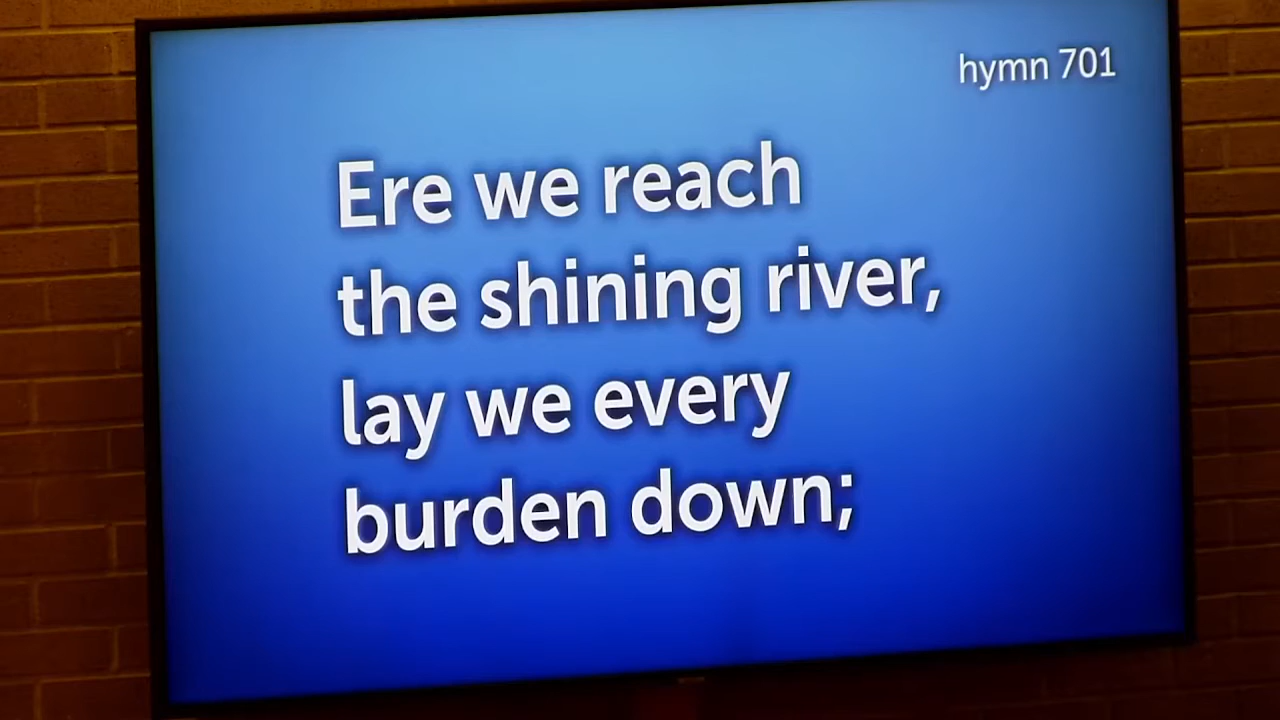 hymn 701
Ere we reach
the shining river,
lay we every
burden down;